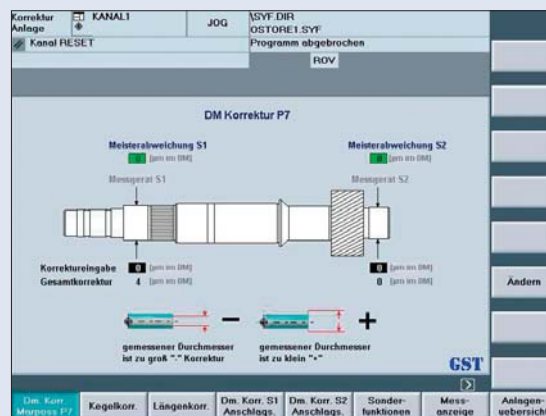 Korrektur
Anlage
KANAL1
JOG
\SYF.DIR
OSTORE1.SYF
Kanal RESET
Programm abgebrochen
ROV
DM Korrektur P7
Meisterabweichung S1
0 [µm im DM]
Meisterabweichung S2
0 [µm im DM]
Messgerät S1
Messgerät S2
Korrektureingabe 0 [µm im DM]
Gesamtkorrektur 4 [µm im DM]
0 [µm im DM]
0 [µm im DM]
Ändern
−
+
gemessener Durchmesser
ist zu groß "-" Korrektur
gemessener Durchmesser
ist zu klein "+"
GST
Dm. Korr.
Marposs P7
Kegelkorr.
Längenkorr.
Dm. Korr. S1
Anschlags.
Dm. Korr. S2
Anschlags.
Sonder-
funktionen
Mess-
anzeige
Anlagen-
uebersich